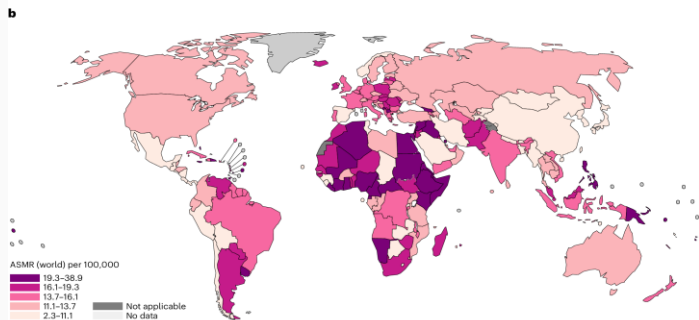 b
ASMR (world) per 100,000
19.3–38.9
16.1–19.3
13.7–16.1
11.1–13.7
2.3–11.1
Not applicable
No data